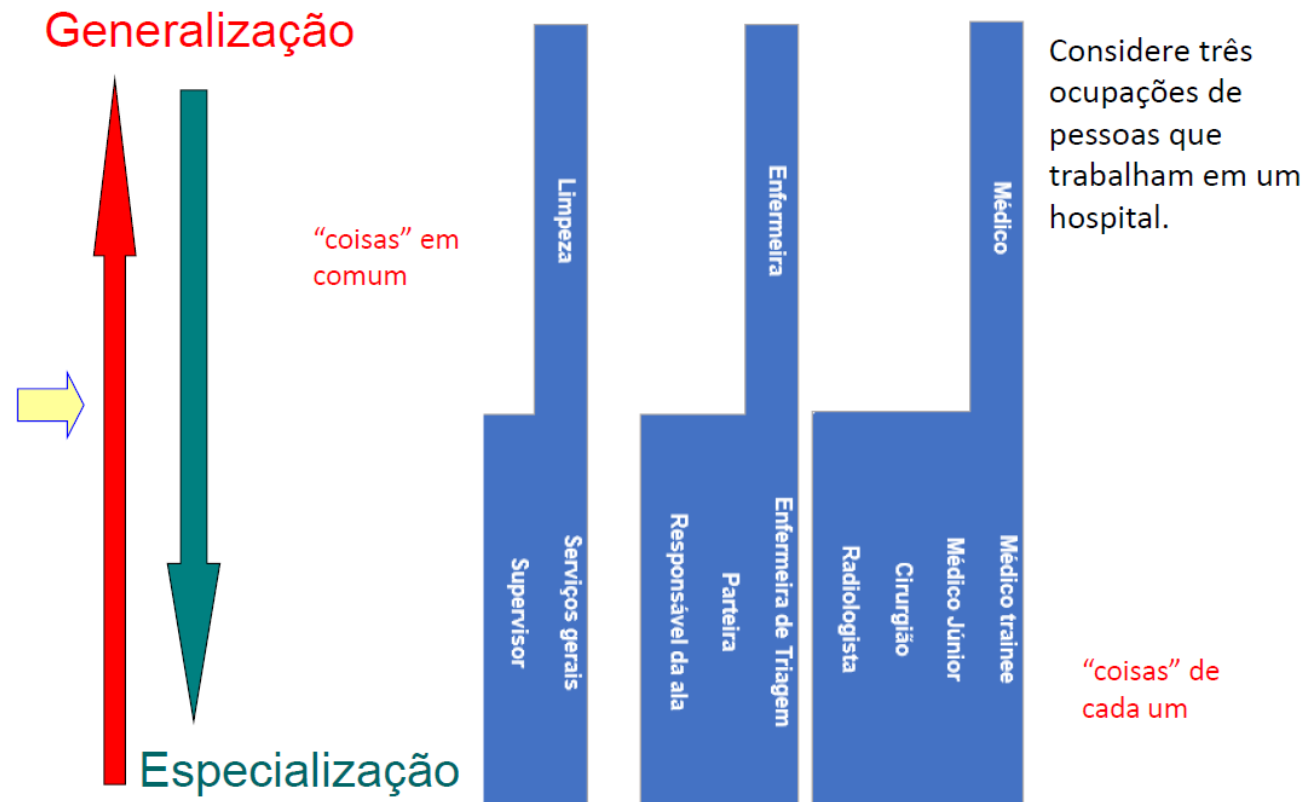 Generalização
Considere três
ocupações de
pessoas que
trabalham em um
hospital.
"coisas" em
comum
Limpeza
Enfermeira
Médico
Supervisor
Serviços gerais
Responsável da ala
Parteira
Enfermeira de Triagem
Radiologista
Cirurgião
Médico Júnior
Médico trainee
"coisas" de
cada um
Especialização